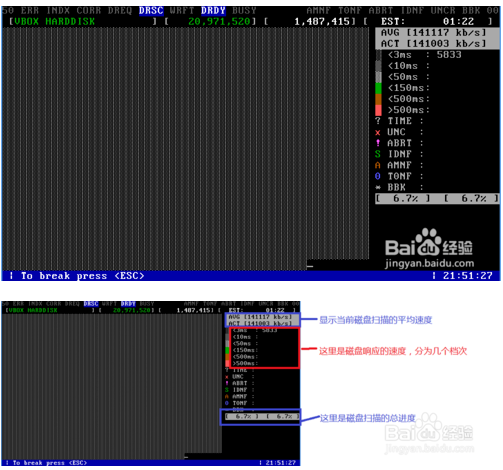 50 ERR INDX CORR DREQ DRSC WRFT DRDY BUSY AMNF TONF ABRT IDNF UNCR BBK 00
[VBOX HARDDISK ] [ 20,971,520] [ 1,487,415] [ EST: 01:22 ]
AVG [141117 kb/s]
ACT [141003 kb/s]
<3ms : 5833
<10ms :
<50ms :
<150ms:
<500ms:
>500ms:
? TIME :
x UNC :
! ABRT :
S IDNF :
A AMNF :
0 TONF :
* BBK :
[ 6.7% ] [ 6.7% ]
Bai 经验
jingyan.baidu.com
| To break press <ESC> | 21:51:27
50 ERR INDX CORR DREQ DRSC WRFT DRDY BUSY AMNF TONF ABRT IDNF UNCR BBK 00
[VBOX HARDDISK ] [ 20,971,520] [ 1,487,415] [ EST: 01:22 ]
AVG [141117 kb/s]
ACT [141003 kb/s]
显示当前磁盘扫描的平均速度
<3ms : 5833
<10ms :
<50ms :
这里是磁盘响应的速度，分为几个档次
<150ms:
<500ms:
>500ms:
? TIME :
x UNC :
! ABRT :
S IDNF :
A AMNF :
0 TONF :
* BBK :
[ 6.7% ] [ 6.7% ]
这里是磁盘扫描的总进度
Bai 经验
jingyan.baidu.com
| To break press <ESC> | 21:51:27